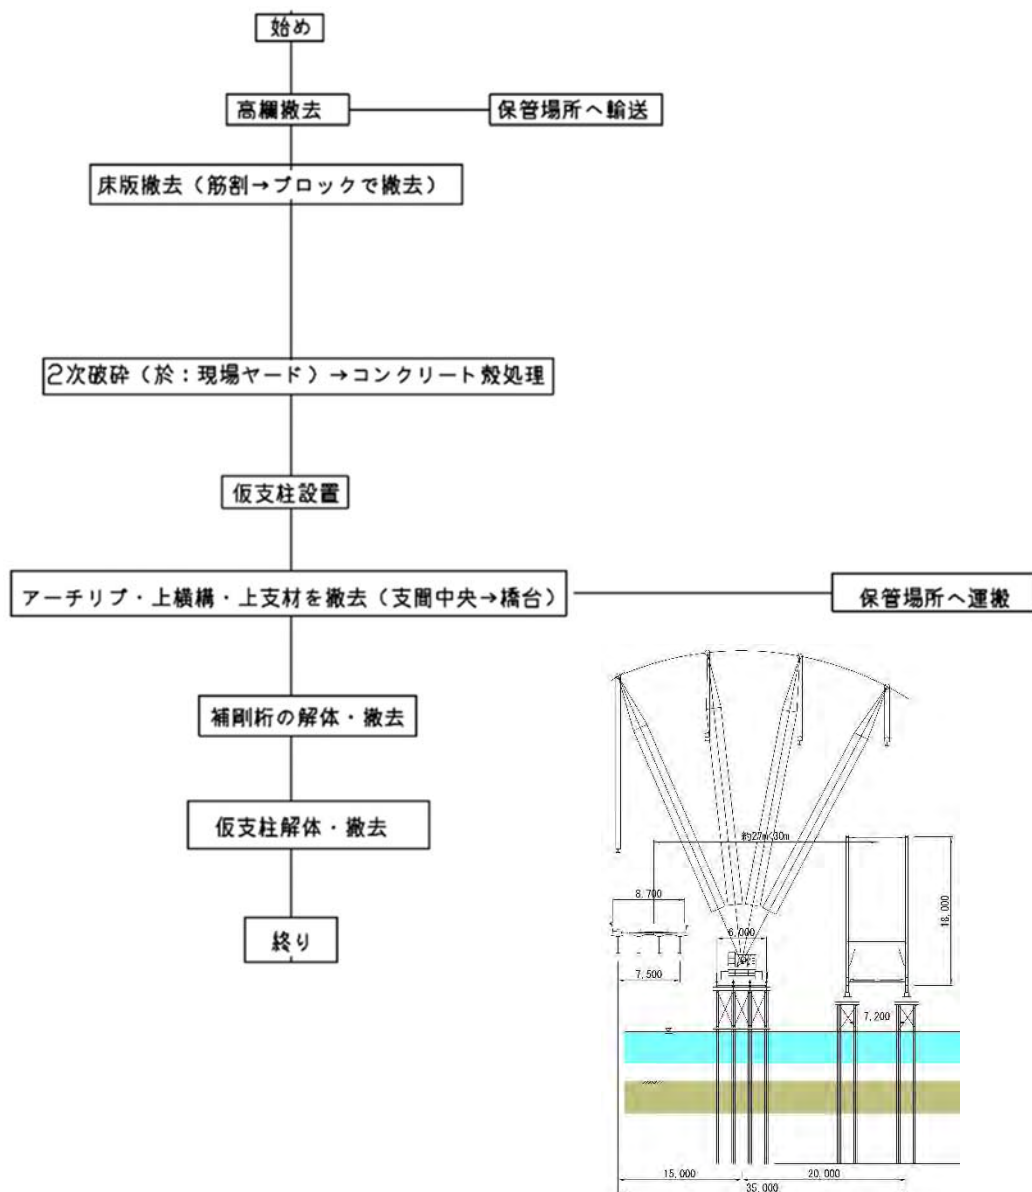 始め
高欄撤去
保管場所へ輸送
床版撤去（筋割→ブロックで撤去）
2次破砕（於：現場ヤード）→コンクリート殻処理
仮支柱設置
アーチリブ・上横構・上支材を撤去（支間中央→橋台）
保管場所へ運搬
補剛桁の解体・撤去
仮支柱解体・撤去
終り
約27m/30m
8,700
18,000
6,000
7,500
7,200
15,000
20,000
35,000